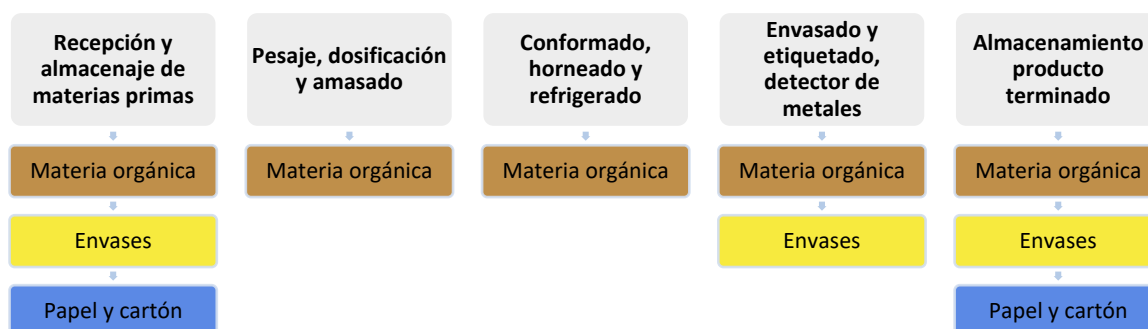 Recepción y
almacenaje de
materias primas
Materia orgánica
Envases
Papel y cartón
Pesaje, dosificación
y amasado
Materia orgánica
Conformado,
horneado y
refrigerado
Materia orgánica
Envasado y
etiquetado,
detector de
metales
Materia orgánica
Envases
Almacenamiento
producto
terminado
Materia orgánica
Envases
Papel y cartón